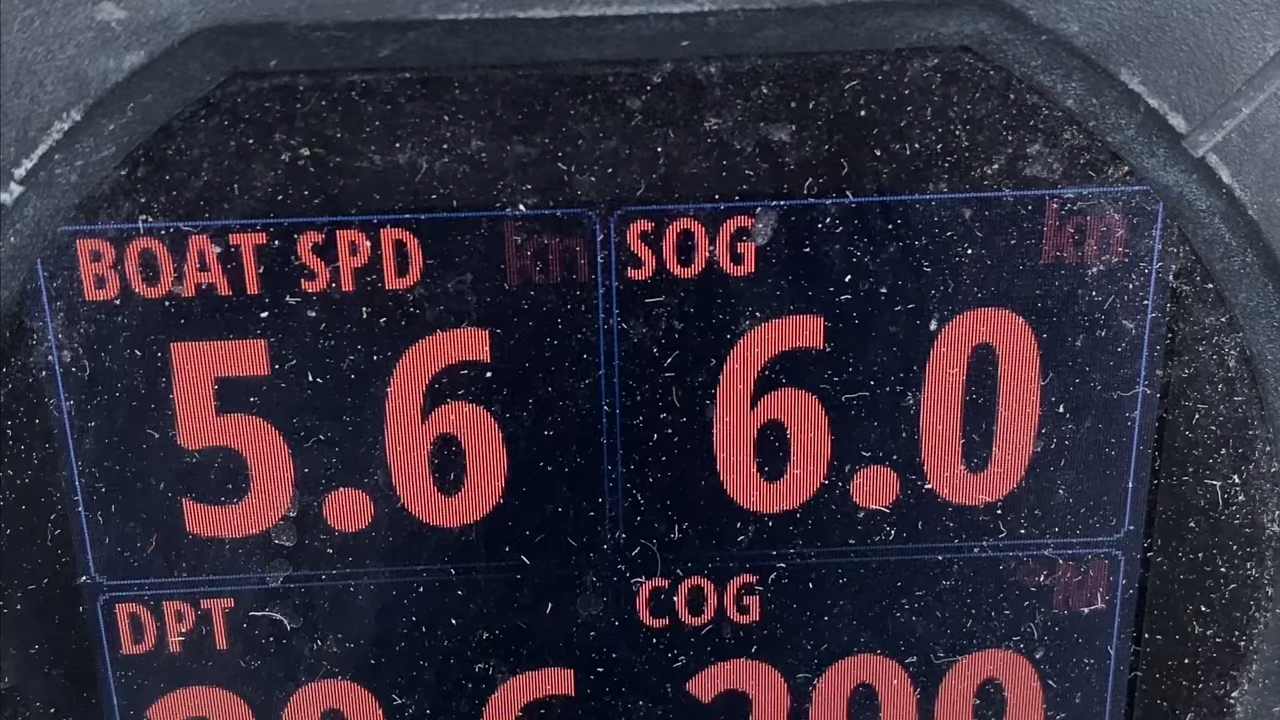 BOAT SPD kn
SOG kn
5.6
6.0
DPT
COG °M